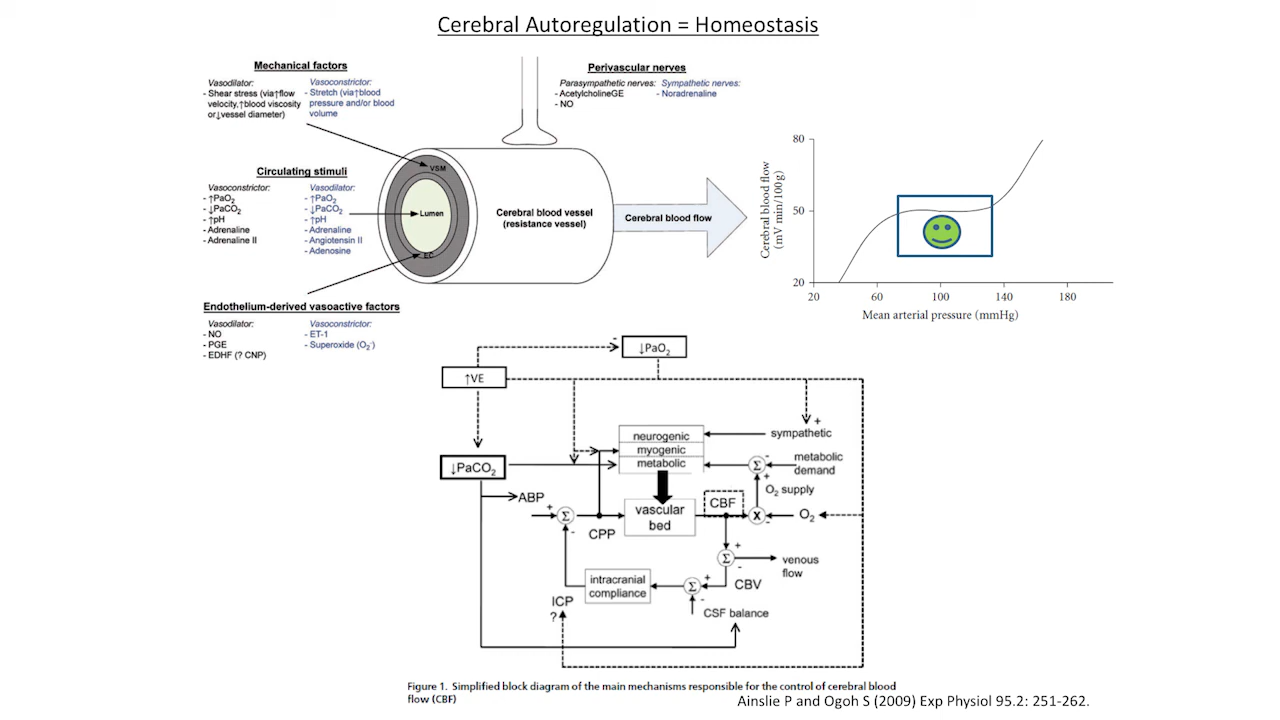 Cerebral Autoregulation = Homeostasis
Mechanical factors
Vasodilator:
- Shear stress (via↑flow
velocity,↑blood viscosity
or↓vessel diameter)
Vasoconstrictor:
- Stretch (via↑blood
pressure and/or blood
volume
Perivascular nerves
Parasympathetic nerves:
- AcetylcholineGE
- NO
Sympathetic nerves:
- Noradrenaline
Circulating stimuli
Vasoconstrictor:
- ↑PaO2
- ↓PaCO2
- ↑pH
- Adrenaline
- Adrenaline II
Vasodilator:
- ↑PaO2
- ↓PaCO2
- ↑pH
- Adrenaline
- Angiotensin II
- Adenosine
VSM
Lumen
EC
Cerebral blood vessel
(resistance vessel)
Cerebral blood flow
Endothelium-derived vasoactive factors
Vasodilator:
- NO
- PGE
- EDHF (? CNP)
Vasoconstrictor:
- ET-1
- Superoxide (O2-)
Cerebral blood flow
(mV min/100 g)
80
50
20
20
60
100
140
180
Mean arterial pressure (mmHg)
-
↓PaO2
↑VE
+
sympathetic
neurogenic
myogenic
metabolic
↓PaCO2
-
Σ
metabolic
demand
+
O2 supply
ABP
+
Σ
-
CPP
vascular
bed
CBF
X
-
O2
+
Σ
-
venous
flow
CBV
intracranial
compliance
+
Σ
-
ICP
?
CSF balance
Figure 1. Simplified block diagram of the main mechanisms responsible for the control of cerebral blood
flow (CBF)
Ainslie P and Ogoh S (2009) Exp Physiol 95.2: 251-262.